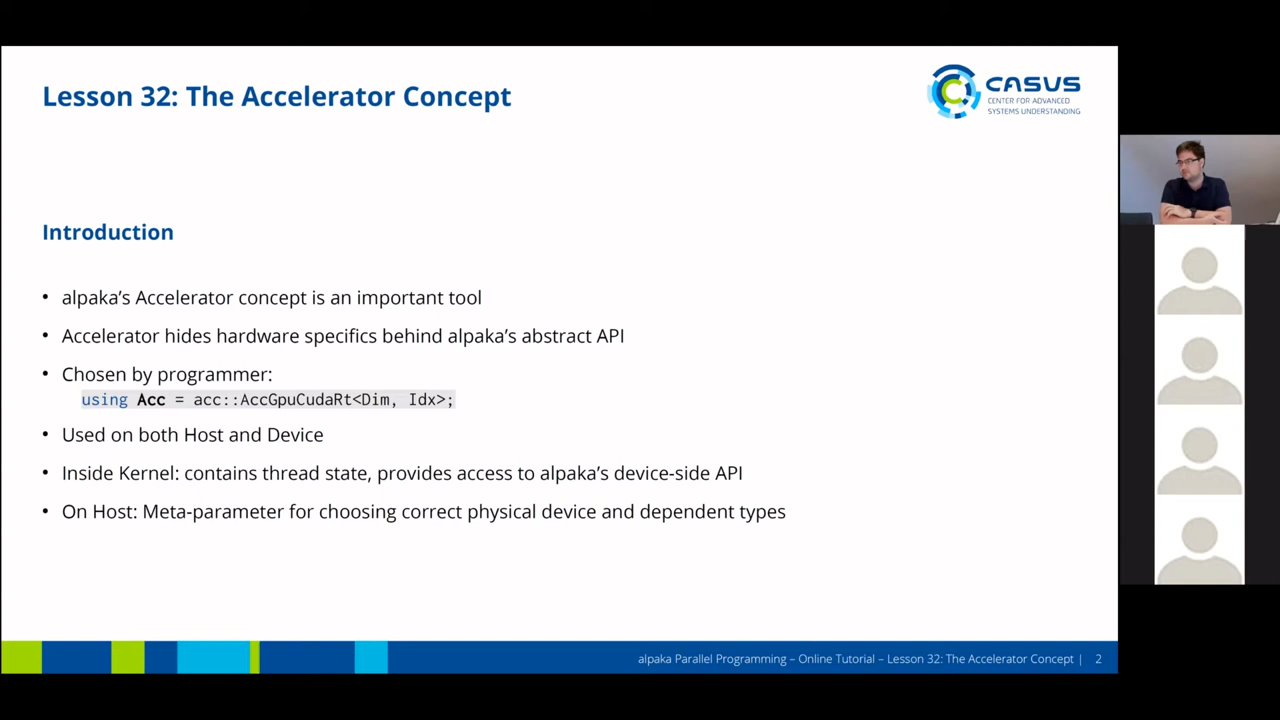 Lesson 32: The Accelerator Concept
CASUS
CENTER FOR ADVANCED
SYSTEMS UNDERSTANDING
Introduction
• alpaka’s Accelerator concept is an important tool
• Accelerator hides hardware specifics behind alpaka’s abstract API
• Chosen by programmer:
using Acc = acc::AccGpuCudaRt<Dim, Idx>;
• Used on both Host and Device
• Inside Kernel: contains thread state, provides access to alpaka’s device-side API
• On Host: Meta-parameter for choosing correct physical device and dependent types
alpaka Parallel Programming – Online Tutorial – Lesson 32: The Accelerator Concept | 2